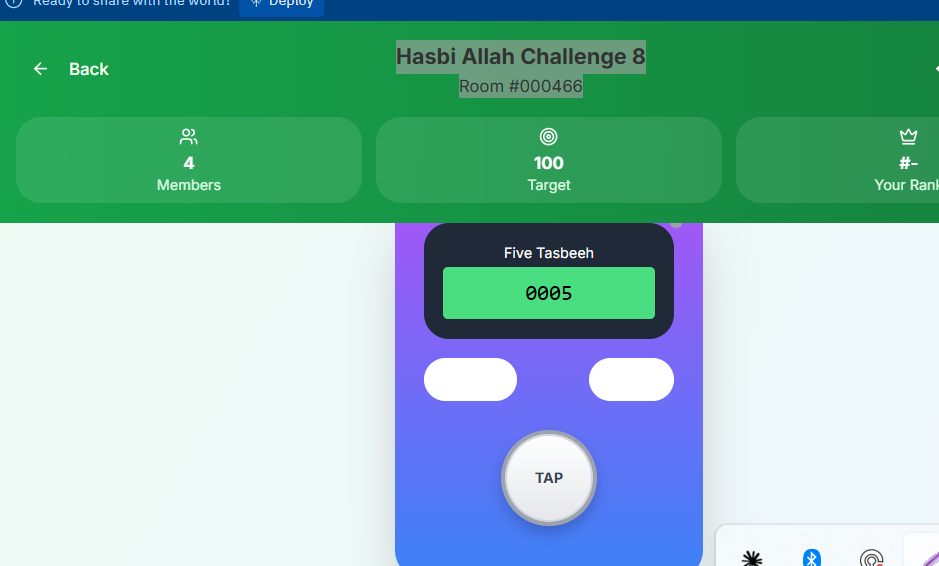 Ready to share with the world?
Deploy
Back
Hasbi Allah Challenge 8
Room #000466
4
Members
100
Target
#-
Your Rank
Five Tasbeeh
0005
TAP